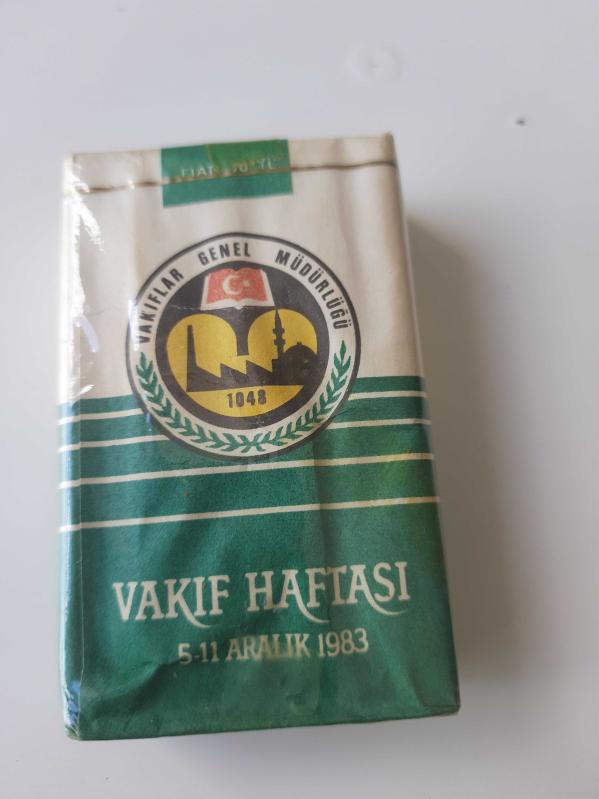 VAKIFLAR GENEL MÜDÜRLÜĞÜ
1048
VAKIF HAFTASI
5-11 ARALIK 1983